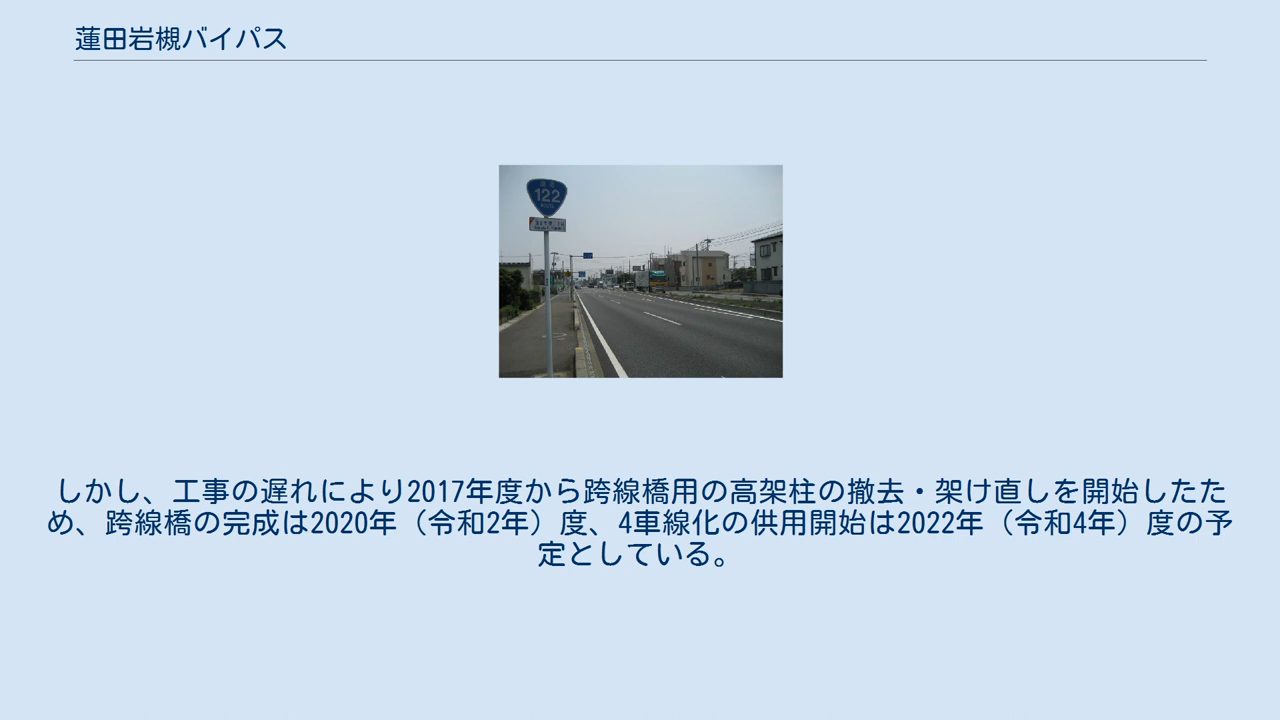 蓮田岩槻バイパス
122
しかし、工事の遅れにより2017年度から跨線橋用の高架柱の撤去・架け直しを開始したた
め、跨線橋の完成は2020年（令和2年）度、4車線化の供用開始は2022年（令和4年）度の予
定としている。